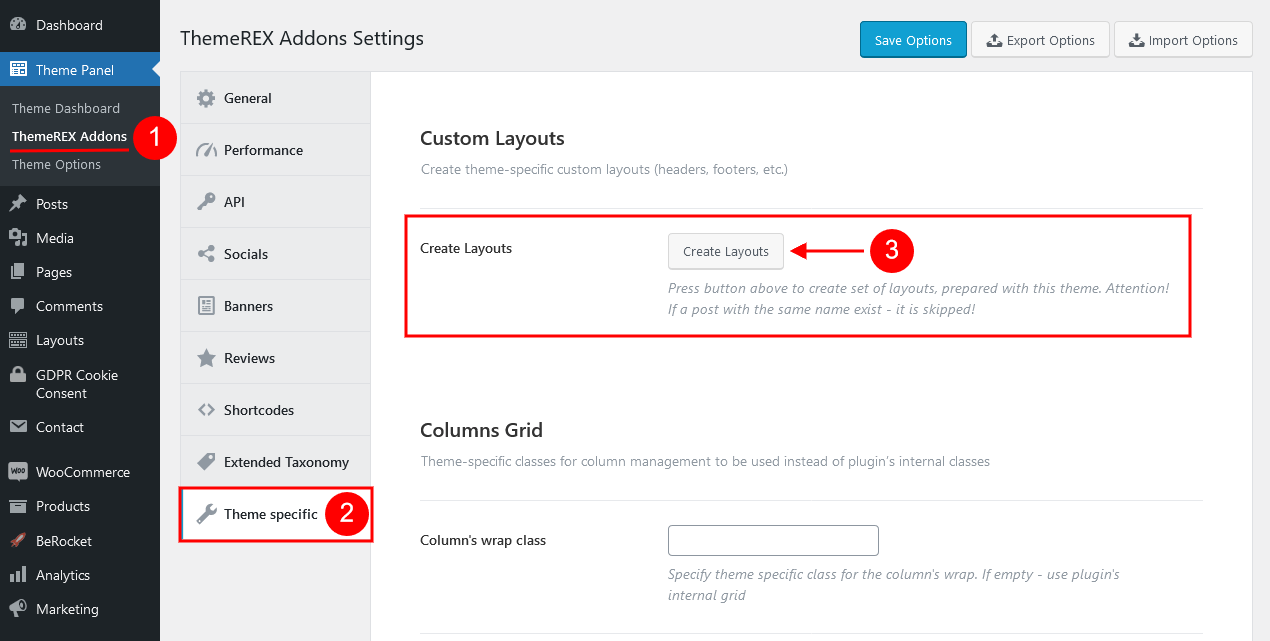 Dashboard
Theme Panel
Theme Dashboard
ThemeREX Addons
1
Theme Options
Posts
Media
Pages
Comments
Layouts
GDPR Cookie
Consent
Contact
WOO
WooCommerce
Products
BeRocket
Analytics
Marketing
ThemeREX Addons Settings
Save Options
Export Options
Import Options
General
Performance
API
Socials
Banners
Reviews
Shortcodes
Extended Taxonomy
Theme specific
2
Custom Layouts
Create theme-specific custom layouts (headers, footers, etc.)
Create Layouts
Create Layouts
3
Press button above to create set of layouts, prepared with this theme. Attention!
If a post with the same name exist - it is skipped!
Columns Grid
Theme-specific classes for column management to be used instead of plugin's internal classes
Column's wrap class
Specify theme specific class for the column's wrap. If empty - use plugin's
internal grid